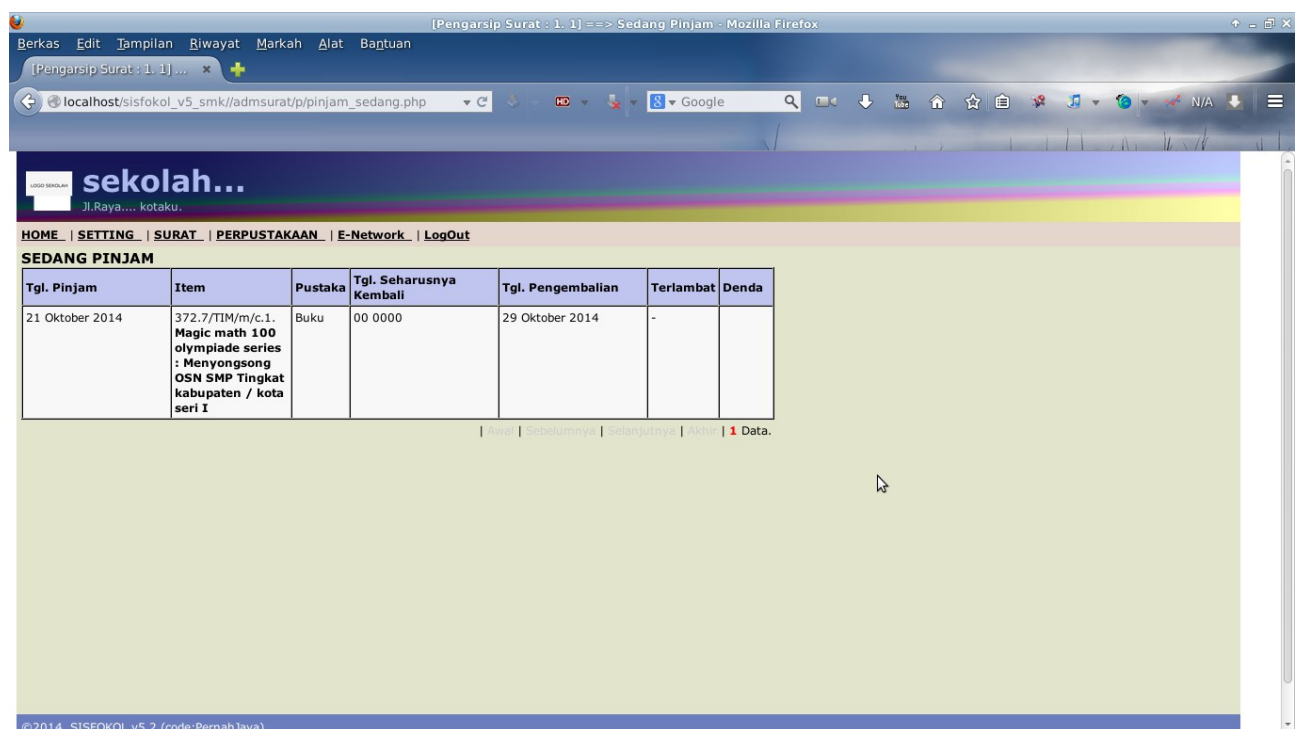 [Pengarsip Surat : 1. 1] ==> Sedang Pinjam - Mozilla Firefox
Berkas Edit Tampilan Riwayat Markah Alat Bantuan
[Pengarsip Surat : 1. 1] ...
localhost/sisfokol_v5_smk//admsurat/p/pinjam_sedang.php HD 8 Google You Tube N/A
LOGO SEKOLAH
sekolah...
Jl.Raya.... kotaku.
HOME | SETTING | SURAT | PERPUSTAKAAN | E-Network | LogOut
SEDANG PINJAM
Tgl. Pinjam Item Pustaka Tgl. Seharusnya Kembali Tgl. Pengembalian Terlambat Denda
21 Oktober 2014 372.7/TIM/m/c.1. Buku 00 0000 29 Oktober 2014 -
Magic math 100
olympiade series
: Menyongsong
OSN SMP Tingkat
kabupaten / kota
seri I
| Awal | Sebelumnya | Selanjutnya | Akhir | 1 Data.
©2014. SISFOKOL v5.2 (code:PernahJaya)